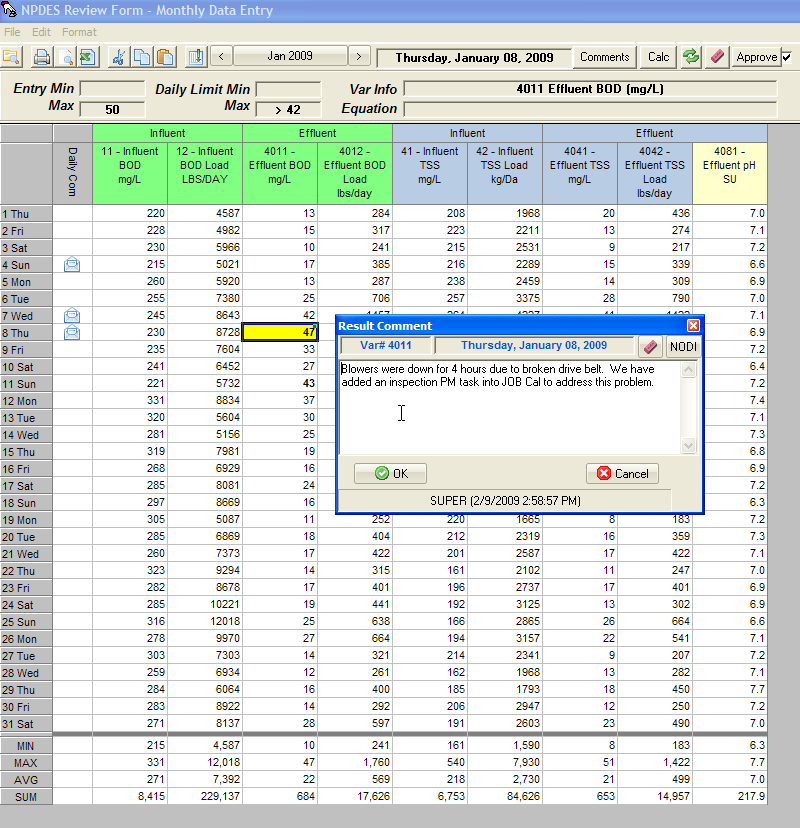 NPDES Review Form - Monthly Data Entry
File Edit Format
< Jan 2009 > Thursday, January 08, 2009 Comments Calc Approve
Entry Min Daily Limit Min Var Info 4011 Effluent BOD (mg/L)
Max 50 Max > 42 Equation
Influent Effluent Influent Effluent
Daily Com
11 - Influent BOD mg/L
12 - Influent BOD Load LBS/DAY
4011 - Effluent BOD mg/L
4012 - Effluent BOD Load lbs/day
41 - Influent TSS mg/L
42 - Influent TSS Load kg/Da
4041 - Effluent TSS mg/L
4042 - Effluent TSS Load lbs/day
4081 - Effluent pH SU
1 Thu 220 4587 13 284 208 1968 20 436 7.0
2 Fri 228 4982 15 317 223 2211 13 274 7.1
3 Sat 230 5966 10 241 215 2531 9 217 7.2
4 Sun 215 5021 17 385 216 2289 15 339 6.6
5 Mon 260 5920 13 287 238 2459 14 309 6.9
6 Tue 255 7380 25 706 257 3375 28 790 7.0
7 Wed 245 8643 42 7.1
8 Thu 230 8728 47 6.9
9 Fri 235 7604 33 7.2
10 Sat 241 6452 27 6.9
11 Sun 221 5732 43 7.2
12 Mon 331 8834 37 7.4
13 Tue 320 5604 30 7.1
14 Wed 281 5156 25 7.3
15 Thu 319 7981 19 6.8
16 Fri 268 6929 16 6.9
17 Sat 285 8081 24 7.2
18 Sun 297 8669 16 6.3
19 Mon 305 5087 11 252 220 1665 8 183 7.2
20 Tue 285 6869 18 404 212 2319 16 359 7.3
21 Wed 260 7373 17 422 201 2587 17 422 7.1
22 Thu 323 9294 14 315 161 2102 11 247 7.0
23 Fri 282 8678 17 401 196 2737 17 401 6.9
24 Sat 285 10221 19 441 192 3125 13 302 6.9
25 Sun 316 12018 25 638 166 2865 26 664 6.6
26 Mon 278 9970 27 664 194 3157 22 541 7.1
27 Tue 303 7303 14 321 214 2341 9 207 7.2
28 Wed 259 6934 12 261 162 1968 13 282 7.1
29 Thu 284 6064 16 400 185 1793 18 450 7.7
30 Fri 283 8922 14 292 206 2947 12 250 7.2
31 Sat 271 8137 28 597 191 2603 23 490 7.0
MIN 215 4,587 10 241 161 1,590 8 183 6.3
MAX 331 12,018 47 1,760 540 7,930 51 1,422 7.7
AVG 271 7,392 22 569 218 2,730 21 499 7.0
SUM 8,415 229,137 684 17,626 6,753 84,626 653 14,957 217.9
Result Comment
Var# 4011 Thursday, January 08, 2009 NODI
Blowers were down for 4 hours due to broken drive belt. We have
added an inspection PM task into JOB Cal to address this problem.
OK Cancel
SUPER (2/9/2009 2:58:57 PM)